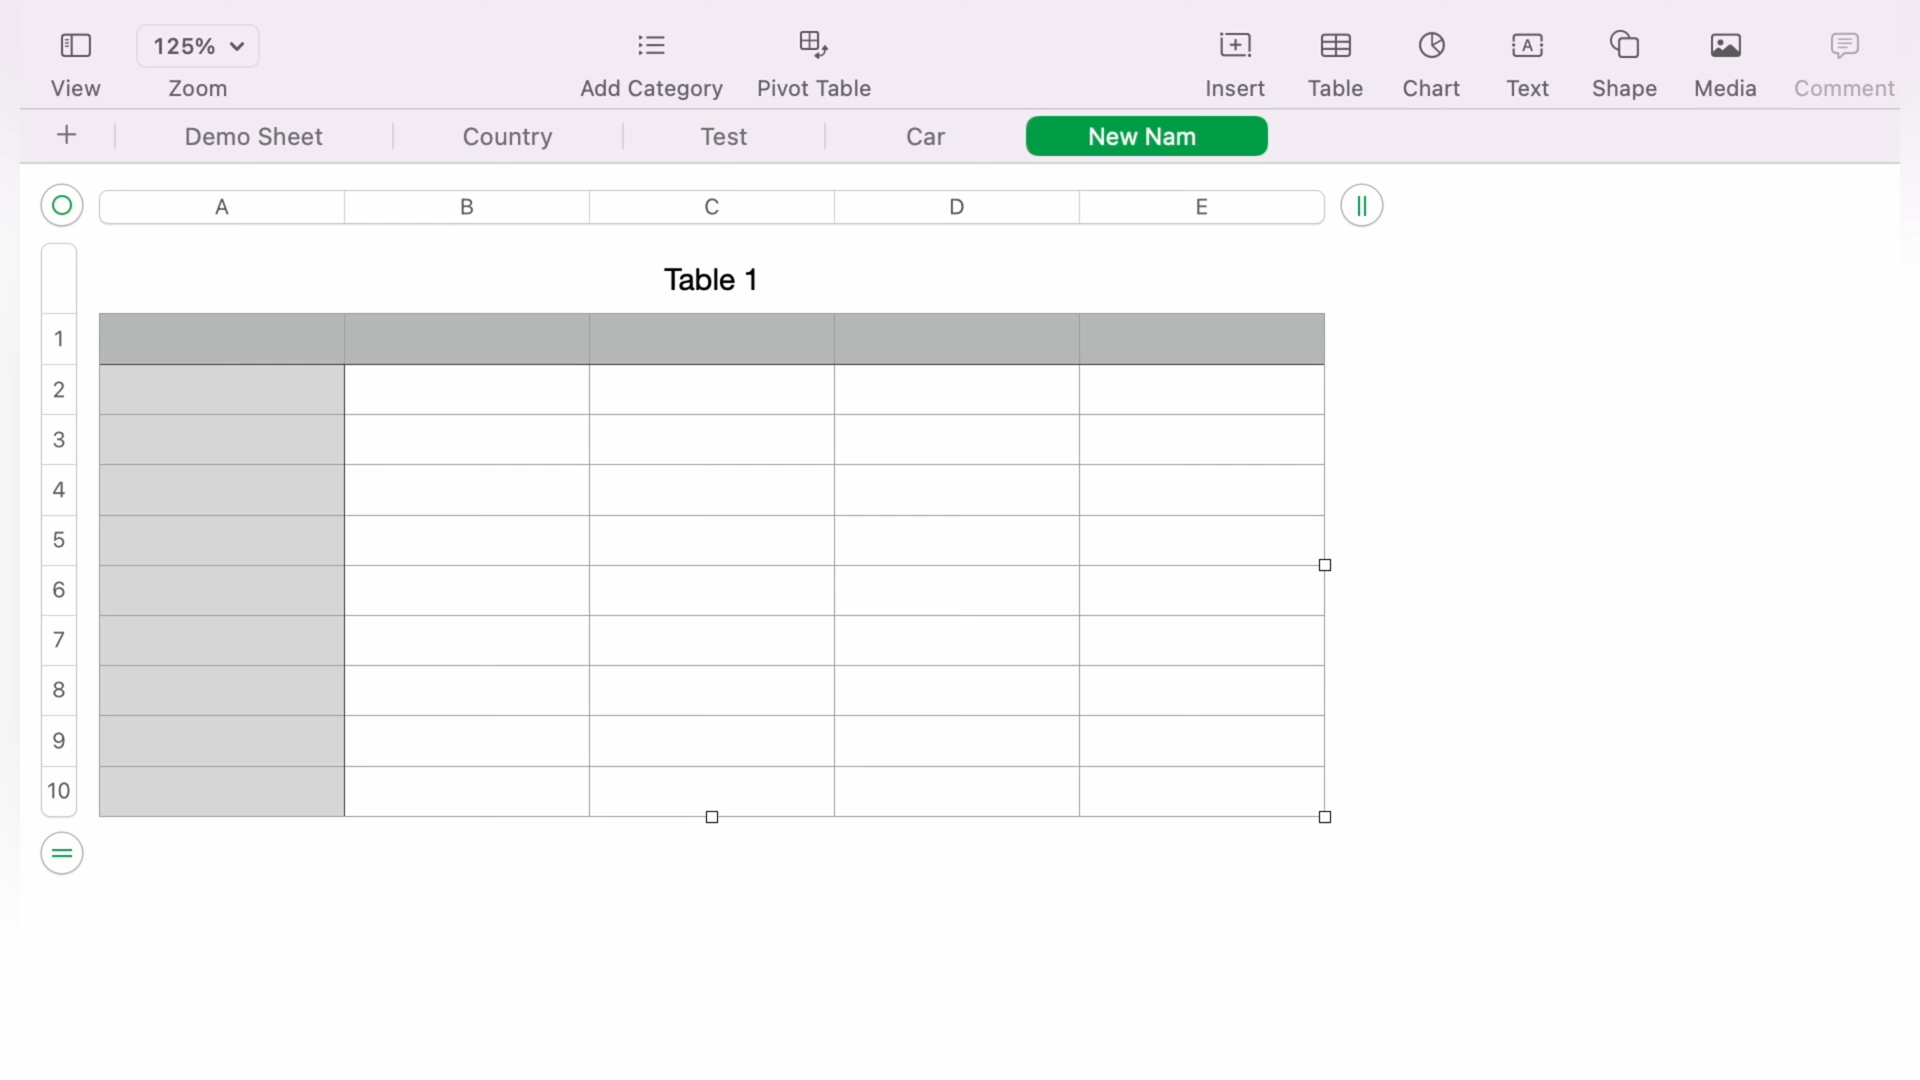 125%
View Zoom Add Category Pivot Table Insert Table Chart Text Shape Media Comment
Demo Sheet Country Test Car New Nam
A B C D E
Table 1
1
2
3
4
5
6
7
8
9
10